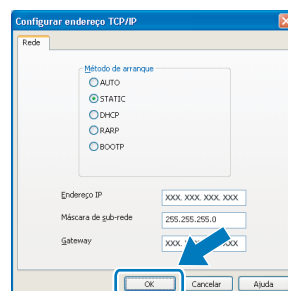 Configurar endereço TCP/IP
Rede
Método de arranque
AUTO
STATIC
DHCP
RARP
BOOTP
Endereço IP XXX. XXX. XXX. XXX
Máscara de sub-rede 255.255.255.0
Gateway XXX.
OK Cancelar Ajuda